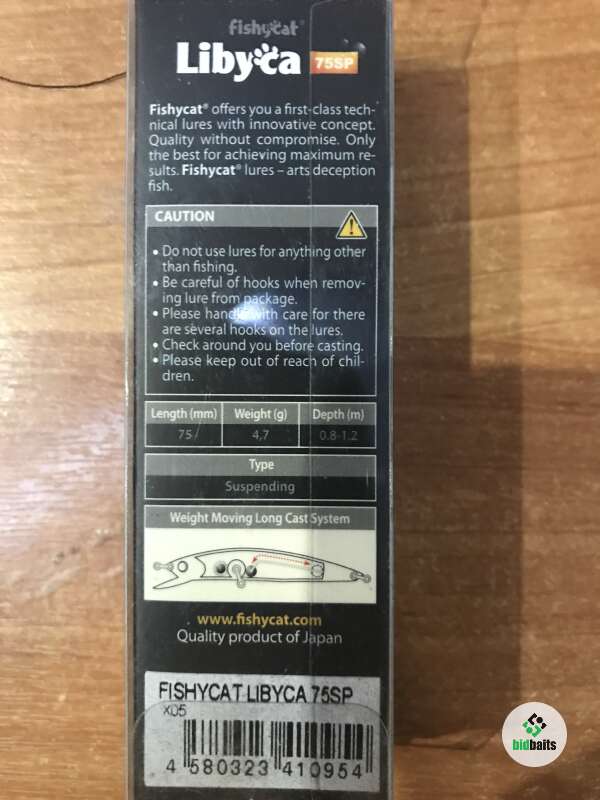 fishycat®
Libyca 75SP
Fishycat® offers you a first-class tech-
nical lures with innovative concept.
Quality without compromise. Only
the best for achieving maximum re-
sults. Fishycat® lures – arts deception
fish.
CAUTION
• Do not use lures for anything other
than fishing.
• Be careful of hooks when remov-
ing lure from package.
• Please handle with care for there
are several hooks on the lures.
• Check around you before casting.
• Please keep out of reach of chil-
dren.
Length (mm) Weight (g) Depth (m)
75 4,7 0.8-1.2
Type
Suspending
Weight Moving Long Cast System
www.fishycat.com
Quality product of Japan
FISHYCAT LIBYCA 75SP
X05
4 580323 410954
bidbaits